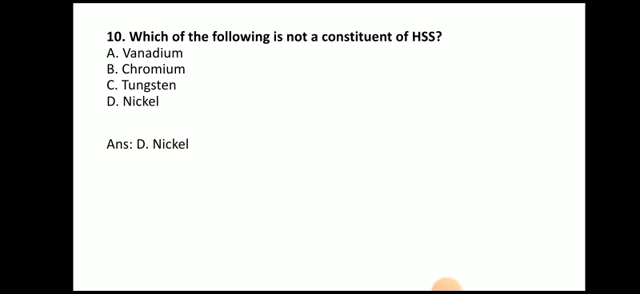 10. Which of the following is not a constituent of HSS?
A. Vanadium
B. Chromium
C. Tungsten
D. Nickel
Ans: D. Nickel